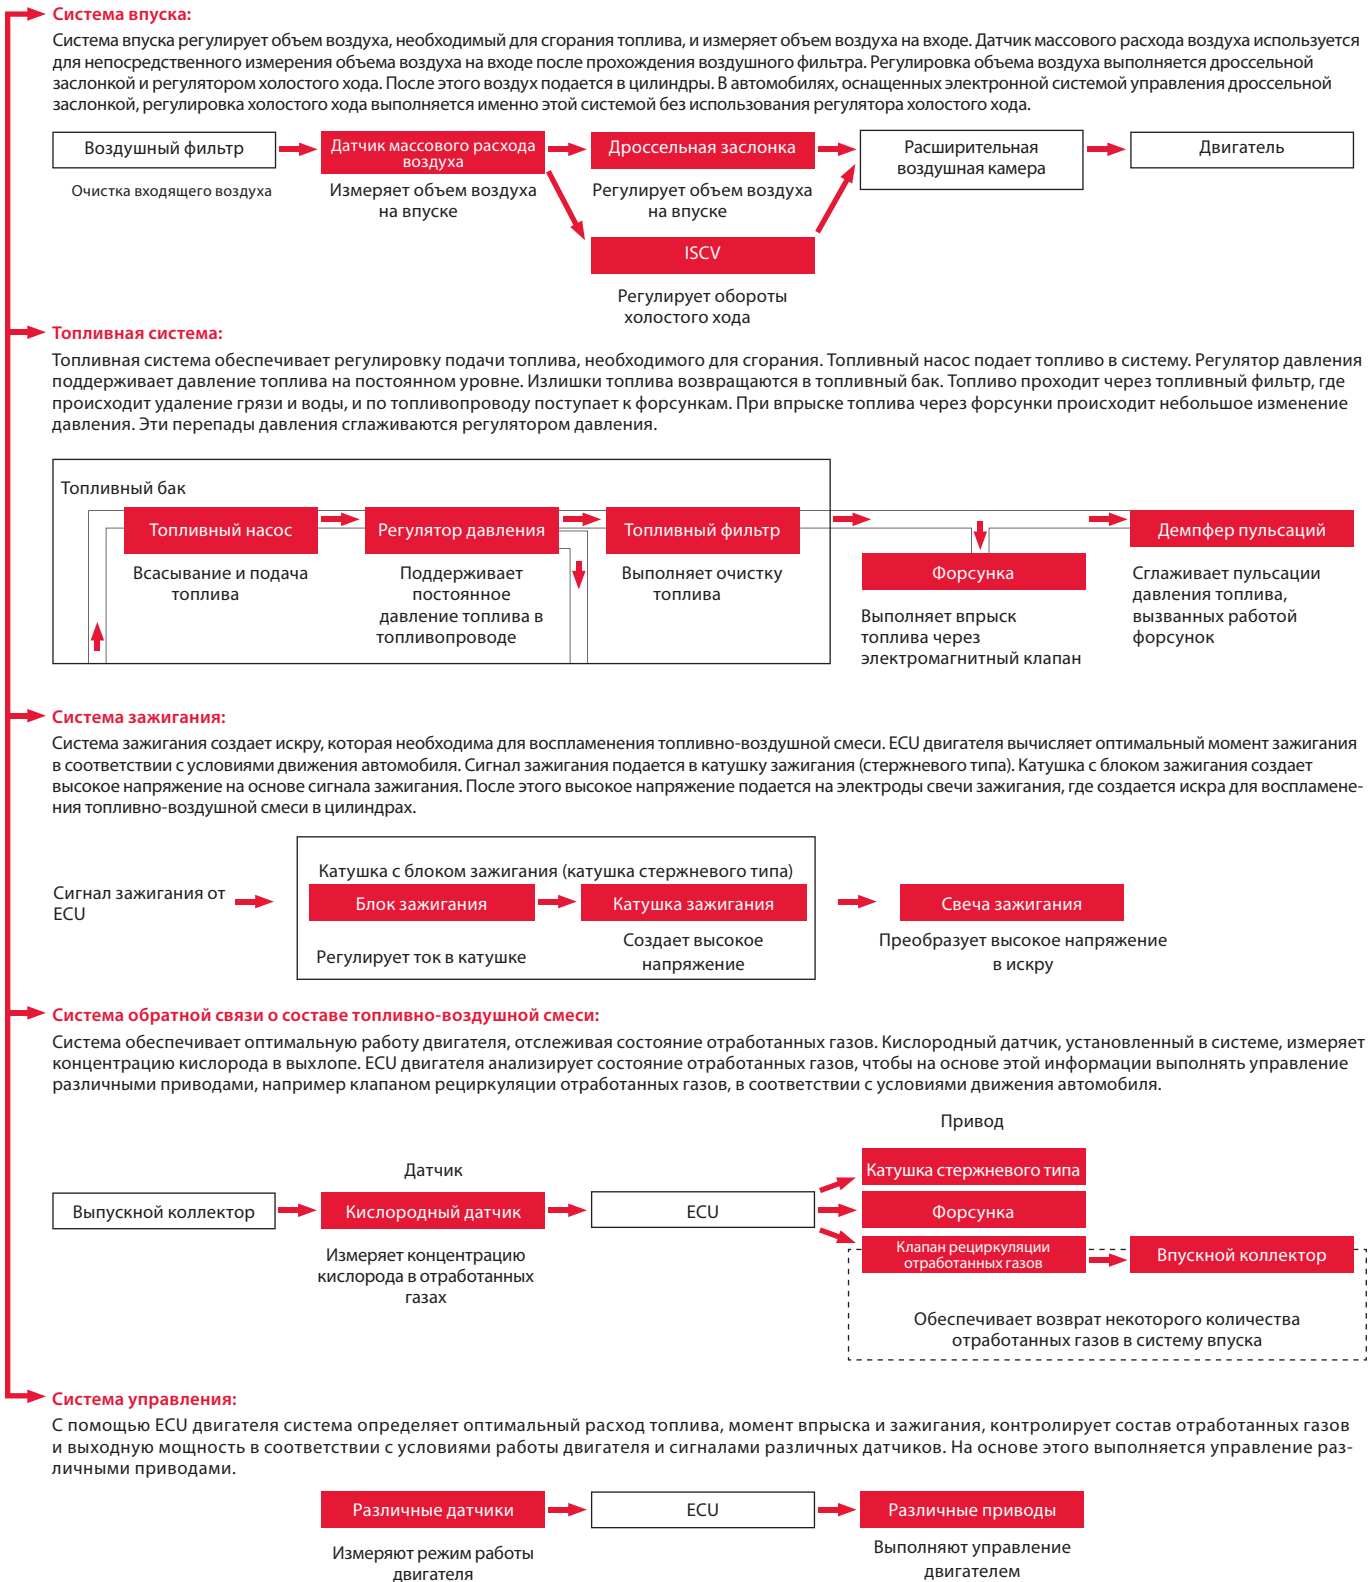 Система впуска:
Система впуска регулирует объем воздуха, необходимый для сгорания топлива, и измеряет объем воздуха на входе. Датчик массового расхода воздуха используется
для непосредственного измерения объема воздуха на входе после прохождения воздушного фильтра. Регулировка объема воздуха выполняется дроссельной
заслонкой и регулятором холостого хода. После этого воздух подается в цилиндры. В автомобилях, оснащенных электронной системой управления дроссельной
заслонкой, регулировка холостого хода выполняется именно этой системой без использования регулятора холостого хода.
Воздушный фильтр
Очистка входящего воздуха
Датчик массового расхода
воздуха
Измеряет объем воздуха
на впуске
Дроссельная заслонка
Регулирует объем воздуха
на впуске
ISCV
Регулирует обороты
холостого хода
Расширительная
воздушная камера
Двигатель
Топливная система:
Топливная система обеспечивает регулировку подачи топлива, необходимого для сгорания. Топливный насос подает топливо в систему. Регулятор давления
поддерживает давление топлива на постоянном уровне. Излишки топлива возвращаются в топливный бак. Топливо проходит через топливный фильтр, где
происходит удаление грязи и воды, и по топливопроводу поступает к форсункам. При впрыске топлива через форсунки происходит небольшое изменение
давления. Эти перепады давления сглаживаются регулятором давления.
Топливный бак
Топливный насос
Всасывание и подача
топлива
Регулятор давления
Поддерживает
постоянное
давление топлива в
топливопроводе
Топливный фильтр
Выполняет очистку
топлива
Форсунка
Выполняет впрыск
топлива через
электромагнитный клапан
Демпфер пульсаций
Сглаживает пульсации
давления топлива,
вызванных работой
форсунок
Система зажигания:
Система зажигания создает искру, которая необходима для воспламенения топливно-воздушной смеси. ECU двигателя вычисляет оптимальный момент зажигания
в соответствии с условиями движения автомобиля. Сигнал зажигания подается в катушку зажигания (стержневого типа). Катушка с блоком зажигания создает
высокое напряжение на основе сигнала зажигания. После этого высокое напряжение подается на электроды свечи зажигания, где создается искра для воспламене-
ния топливно-воздушной смеси в цилиндрах.
Сигнал зажигания от
ECU
Катушка с блоком зажигания (катушка стержневого типа)
Блок зажигания
Регулирует ток в катушке
Катушка зажигания
Создает высокое
напряжение
Свеча зажигания
Преобразует высокое напряжение
в искру
Система обратной связи о составе топливно-воздушной смеси:
Система обеспечивает оптимальную работу двигателя, отслеживая состояние отработанных газов. Кислородный датчик, установленный в системе, измеряет
концентрацию кислорода в выхлопе. ECU двигателя анализирует состояние отработанных газов, чтобы на основе этой информации выполнять управление
различными приводами, например клапаном рециркуляции отработанных газов, в соответствии с условиями движения автомобиля.
Выпускной коллектор
Датчик
Кислородный датчик
Измеряет концентрацию
кислорода в отработанных
газах
ECU
Привод
Катушка стержневого типа
Форсунка
Клапан рециркуляции
отработанных газов
Впускной коллектор
Обеспечивает возврат некоторого количества
отработанных газов в систему впуска
Система управления:
С помощью ECU двигателя система определяет оптимальный расход топлива, момент впрыска и зажигания, контролирует состав отработанных газов
и выходную мощность в соответствии с условиями работы двигателя и сигналами различных датчиков. На основе этого выполняется управление раз-
личными приводами.
Различные датчики
Измеряют режим работы
двигателя
ECU
Различные приводы
Выполняют управление
двигателем